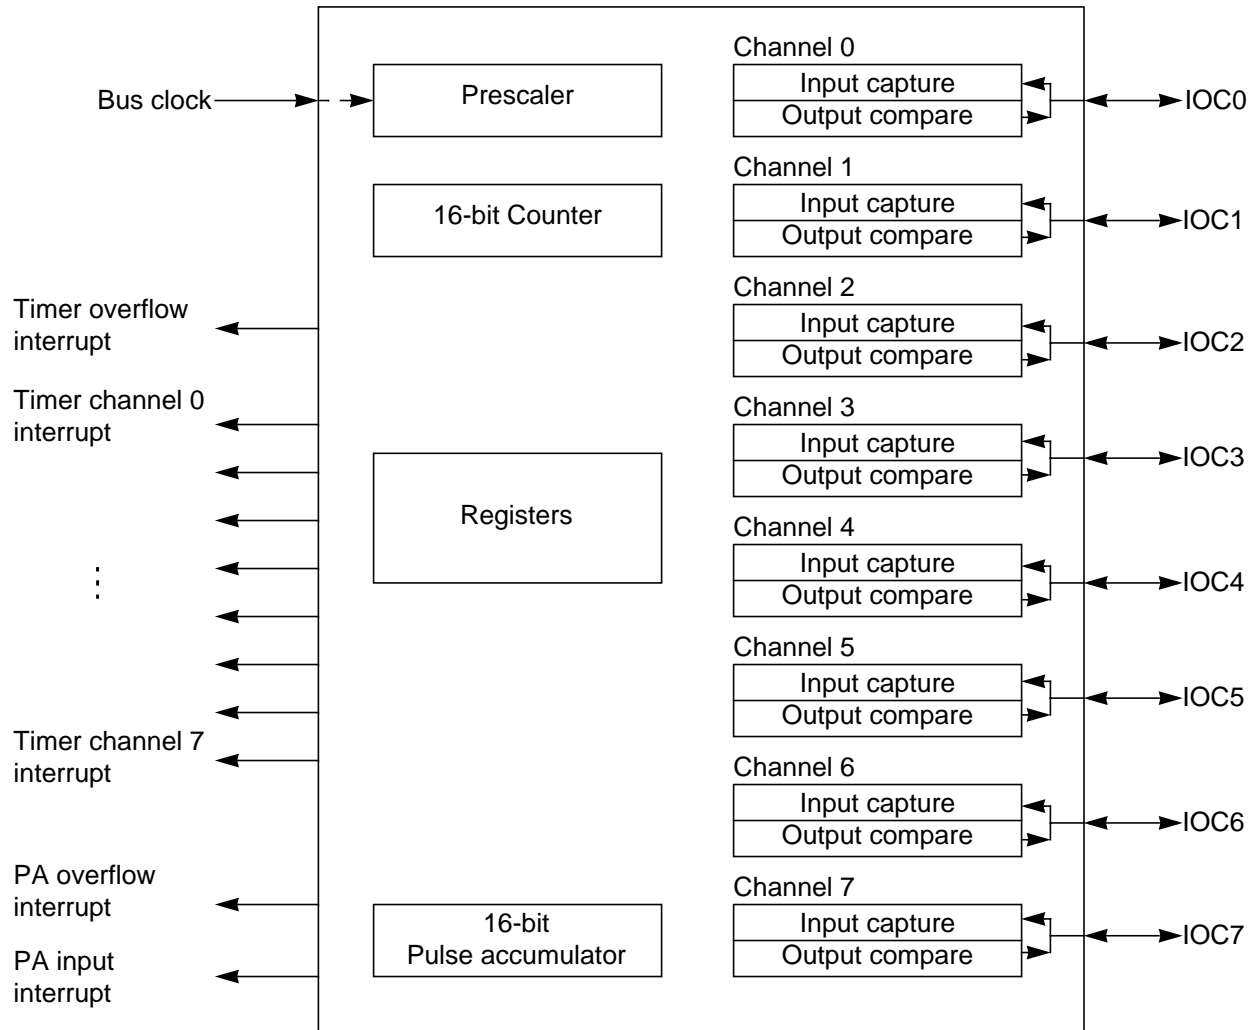 Channel 0
Bus clock
Prescaler
Input capture
Output compare
IOC0
Channel 1
16-bit Counter
Input capture
Output compare
IOC1
Timer overflow
interrupt
Channel 2
Input capture
Output compare
IOC2
Timer channel 0
interrupt
Channel 3
Input capture
Output compare
IOC3
Registers
Channel 4
Input capture
Output compare
IOC4
Channel 5
Input capture
Output compare
IOC5
Timer channel 7
interrupt
Channel 6
Input capture
Output compare
IOC6
PA overflow
interrupt
Channel 7
16-bit
Pulse accumulator
Input capture
Output compare
IOC7
PA input
interrupt